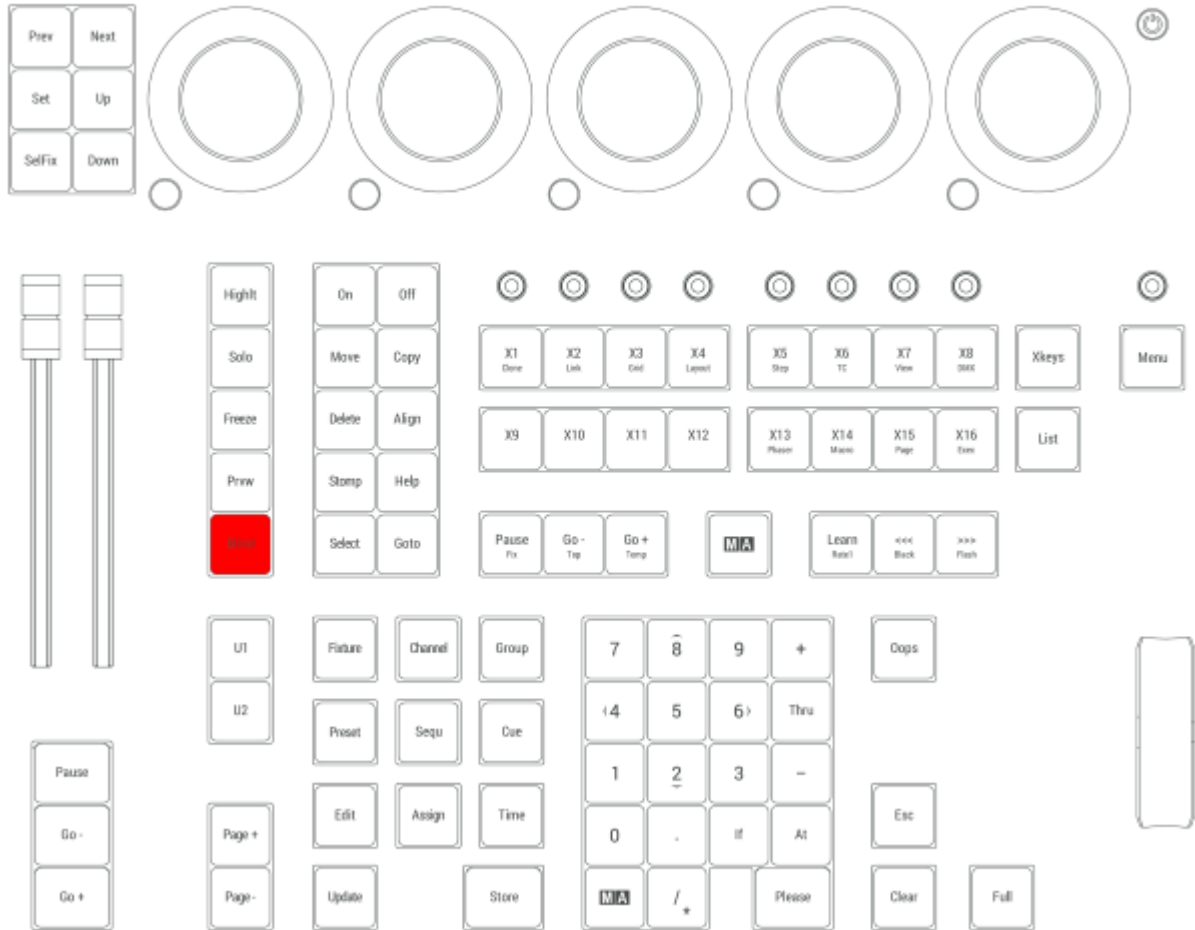 Prev Next
Set Up
SelFix Down
Highlt On Off
Solo Move Copy X1 X2 X3 X4 X5 X6 X7 X8 Xkeys Menu
Clone Link Grid Layout Step TC View DMX
Freeze Delete Align X9 X10 X11 X12 X13 X14 X15 X16 List
Phaser Macro Page Exec
Prvw Stomp Help
Select Goto Pause Go - Go + MA Learn <<< >>>
Fix Top Temp Rate1 Black Flash
U1 Fixture Channel Group 7 8 9 + Oops
U2 Preset Sequ Cue 4 5 6 Thru
Pause 1 2 3 -
Go - Page + Edit Assign Time 0 . If At Esc
Go + Page - Update Store MA / * Please Clear Full